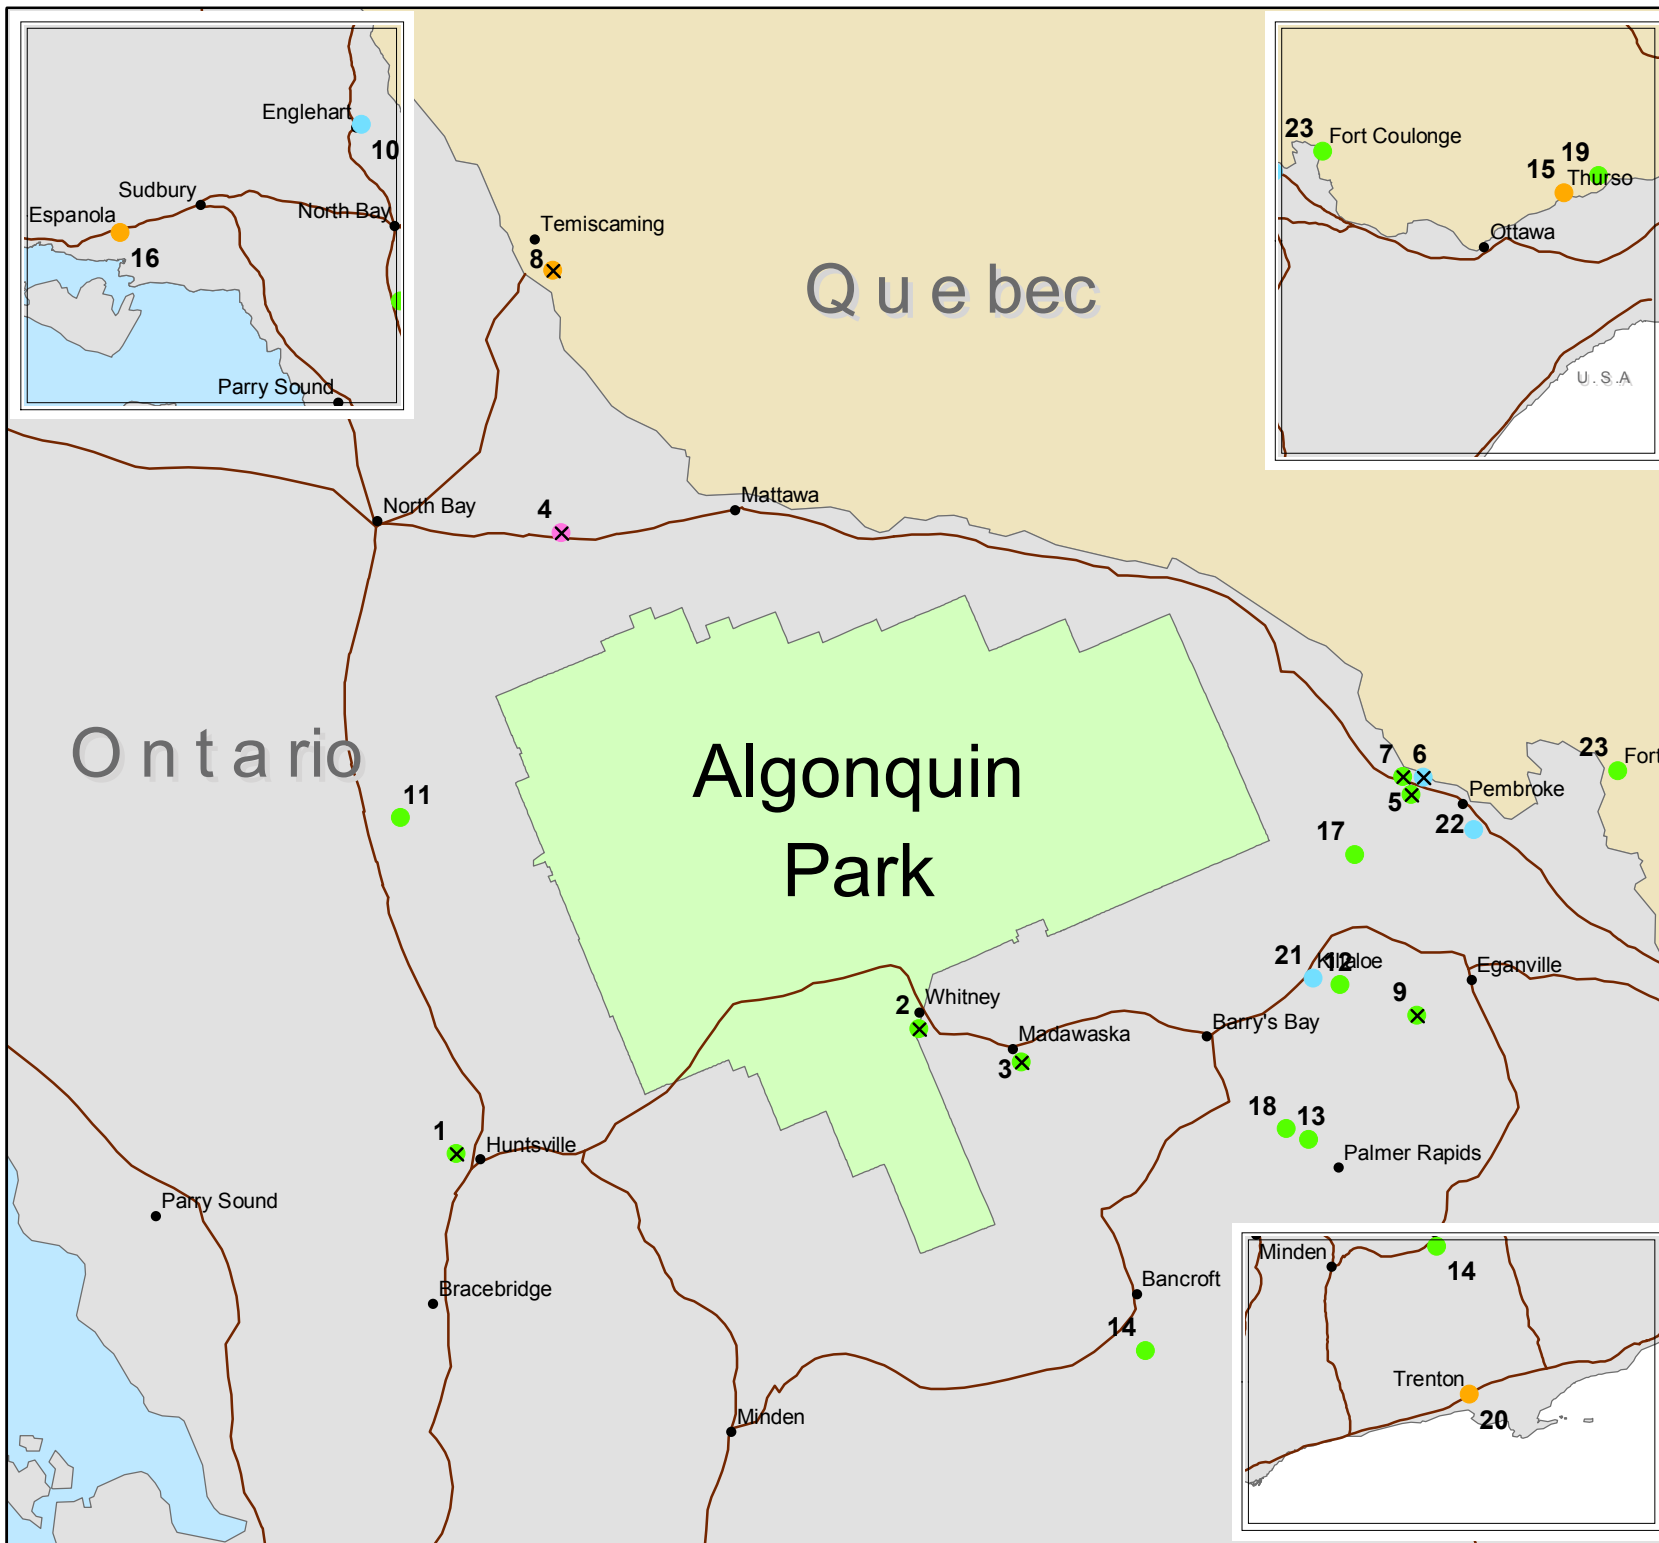 Englehart
10
Sudbury
Espanola
North Bay
16
Parry Sound
23
Fort Coulonge
19
15
Thurso
Ottawa
U.S.A
Temiscaming
8
Quebec
North Bay
4
Mattawa
Ontario
11
Algonquin
Park
7
6
5
Pembroke
22
17
23
Fort
21
Killaloe
12
Eganville
9
2
Whitney
Madawaska
3
Barry's Bay
18
13
Palmer Rapids
1
Huntsville
Parry Sound
Bracebridge
Bancroft
14
Minden
Minden
14
Trenton
20